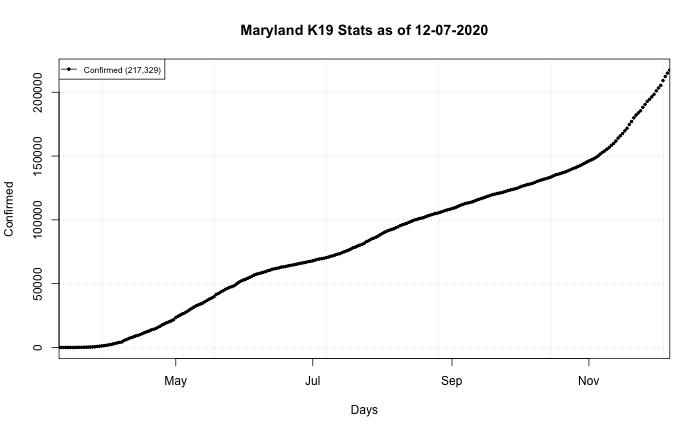 Maryland K19 Stats as of 12-07-2020
Confirmed (217,329)
200000
150000
100000
50000
0
Confirmed
May Jul Sep Nov
Days